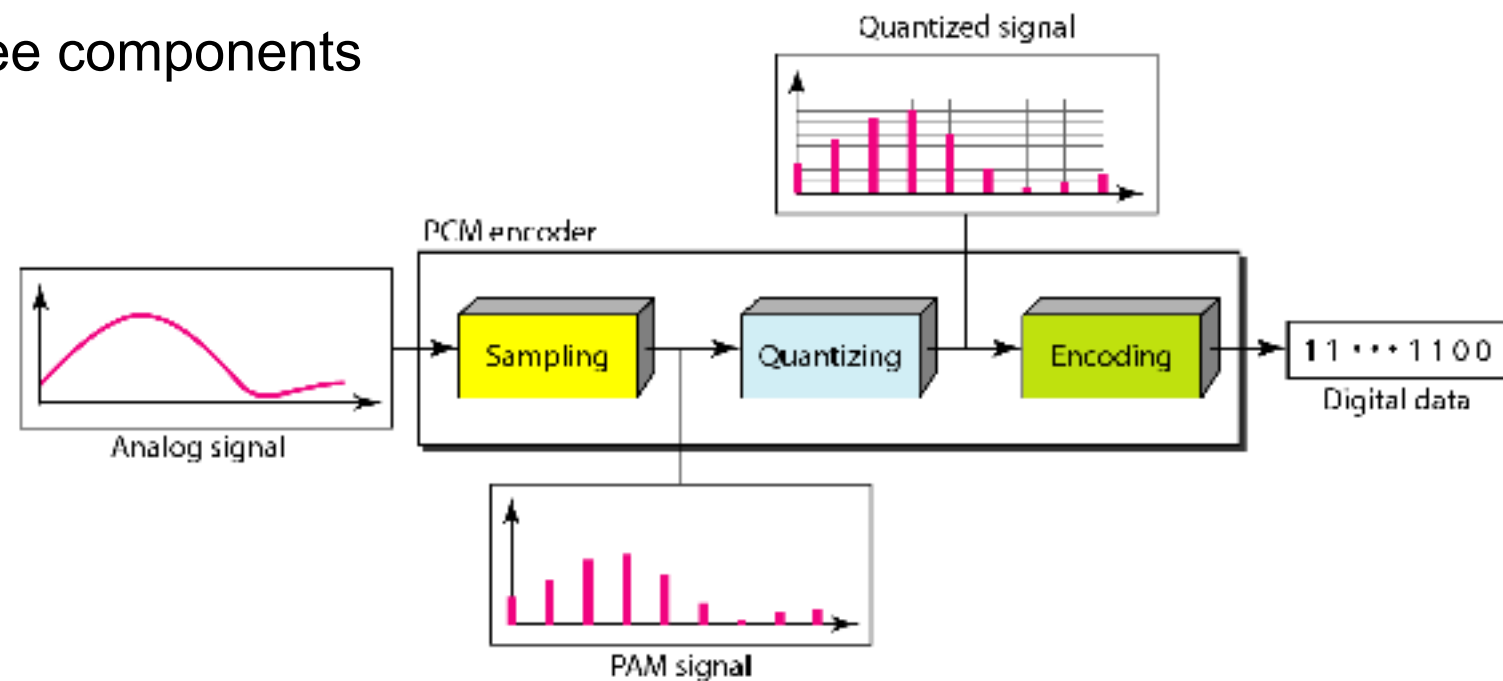 ee components
Quantized signal
PCM encoder
Sampling
Quantizing
Encoding
11•••1100
Digital data
Analog signal
PAM signal